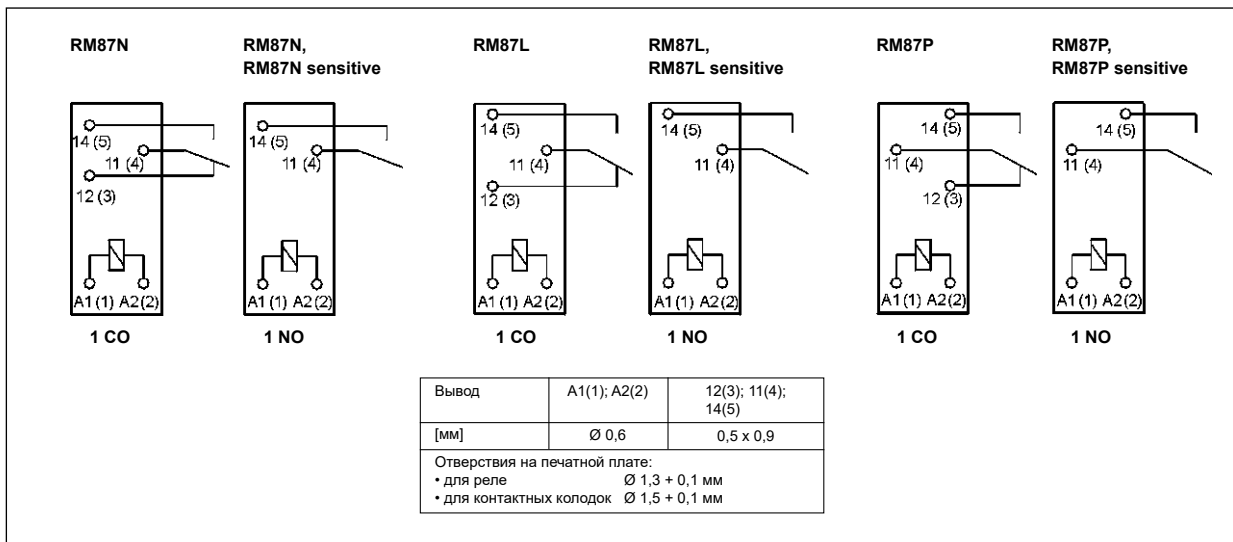 RM87N
RM87N,
RM87N sensitive
RM87L
RM87L,
RM87L sensitive
RM87P
RM87P,
RM87P sensitive
14 (5)
11 (4)
12 (3)
A1 (1) A2 (2)
1 CO
14 (5)
11 (4)
A1 (1) A2 (2)
1 NO
14 (5)
11 (4)
12 (3)
A1 (1) A2 (2)
1 CO
14 (5)
11 (4)
A1 (1) A2 (2)
1 NO
14 (5)
11 (4)
12 (3)
A1 (1) A2 (2)
1 CO
14 (5)
11 (4)
A1 (1) A2 (2)
1 NO
Вывод A1(1); A2(2) 12(3); 11(4);
14(5)
[мм] Ø 0,6 0,5 x 0,9
Отверстия на печатной плате:
• для реле Ø 1,3 + 0,1 мм
• для контактных колодок Ø 1,5 + 0,1 мм